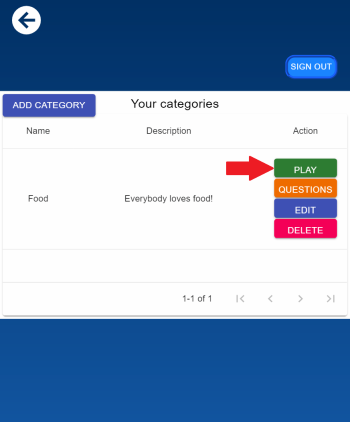 SIGN OUT
ADD CATEGORY Your categories
Name Description Action
PLAY
QUESTIONS
Food Everybody loves food!
EDIT
DELETE
1-1 of 1